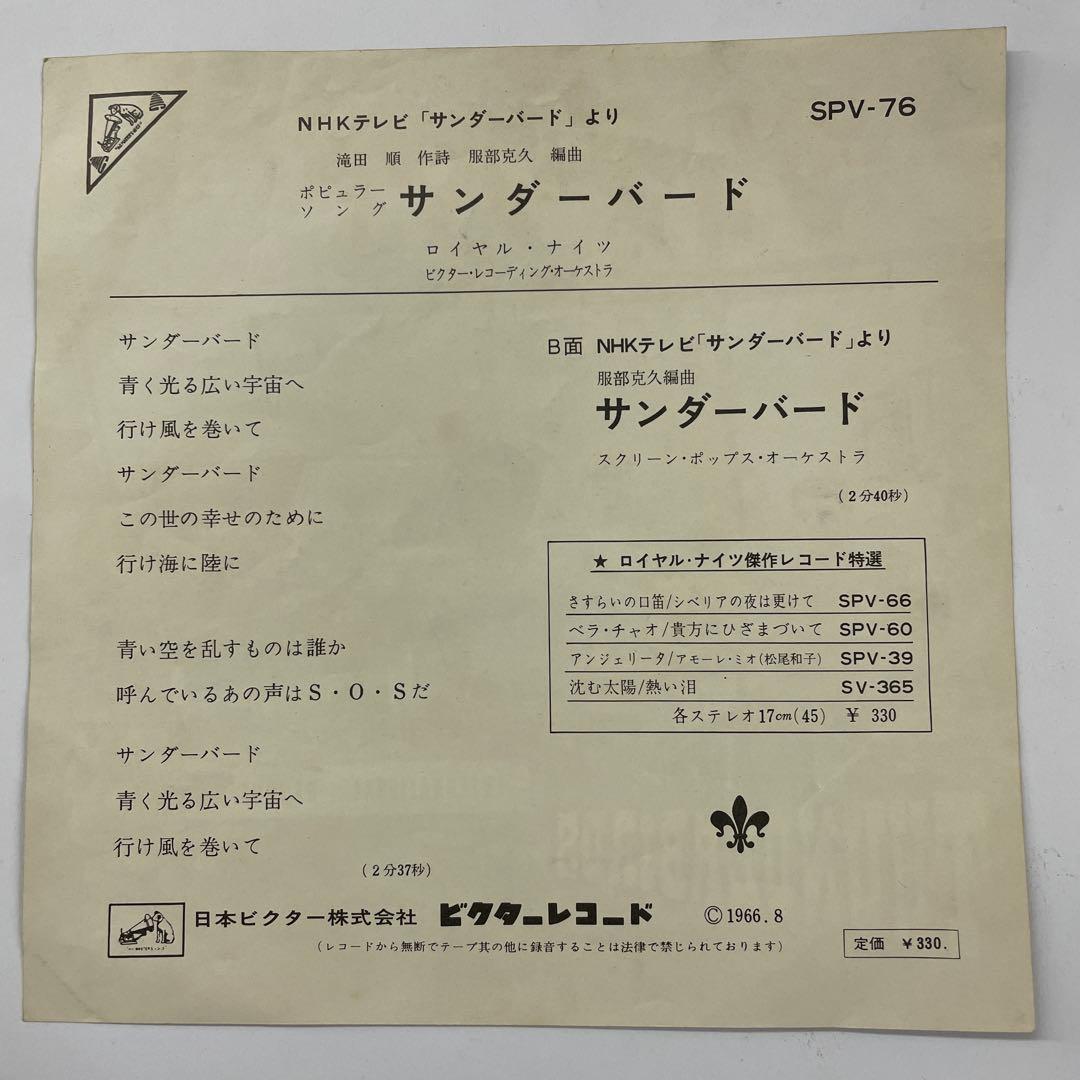 NHKテレビ「サンダーバード」より
SPV-76
滝田 順 作詩 服部克久 編曲
ポピュラーソング サンダーバード
ロイヤル・ナイツ
ビクター・レコーディング・オーケストラ
サンダーバード
青く光る広い宇宙へ
行け風を巻いて
サンダーバード
この世の幸せのために
行け海に陸に
青い空を乱すものは誰か
呼んでいるあの声はS・O・Sだ
サンダーバード
青く光る広い宇宙へ
行け風を巻いて
(2分37秒)
B面 NHKテレビ「サンダーバード」より
服部克久編曲
サンダーバード
スクリーン・ポップス・オーケストラ
(2分40秒)
★ ロイヤル・ナイツ傑作レコード特選
さすらいの口笛/シベリアの夜は更けて SPV-66
ベラ・チャオ/貴方にひざまづいて SPV-60
アンジェリータ/アモーレ・ミオ(松尾和子) SPV-39
沈む太陽/熱い泪 SV-365
各ステレオ17cm(45) ¥ 330
日本ビクター株式会社 ビクターレコード Ⓒ1966.8
(レコードから無断でテープ其の他に録音することは法律で禁じられております)
定価 ¥330.